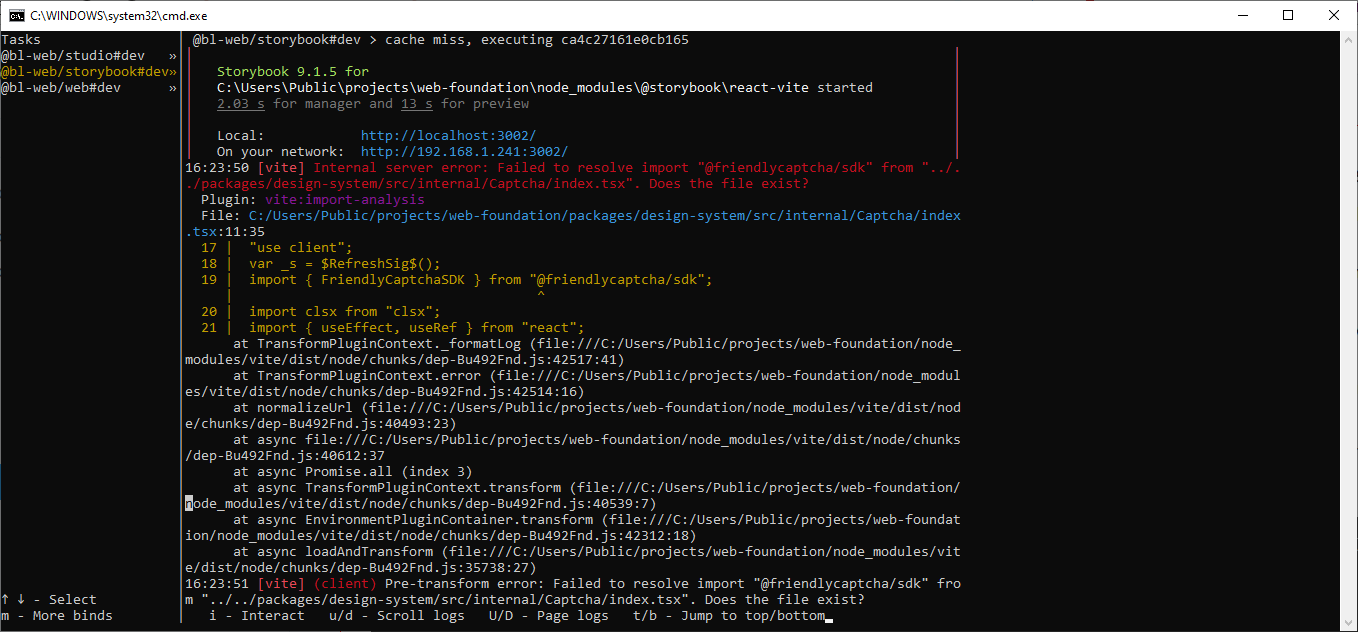 C:\WINDOWS\system32\cmd.exe
Tasks
@bl-web/studio#dev »
@bl-web/storybook#dev»
@bl-web/web#dev »
↑ ↓ - Select
m - More binds
@bl-web/storybook#dev > cache miss, executing ca4c27161e0cb165
Storybook 9.1.5 for
C:\Users\Public\projects\web-foundation\node_modules\@storybook\react-vite started
2.03 s for manager and 13 s for preview
Local: http://localhost:3002/
On your network: http://192.168.1.241:3002/
16:23:50 [vite] Internal server error: Failed to resolve import "@friendlycaptcha/sdk" from "../.
./packages/design-system/src/internal/Captcha/index.tsx". Does the file exist?
Plugin: vite:import-analysis
File: C:/Users/Public/projects/web-foundation/packages/design-system/src/internal/Captcha/index
.tsx:11:35
17 | "use client";
18 | var _s = $RefreshSig$();
19 | import { FriendlyCaptchaSDK } from "@friendlycaptcha/sdk";
| ^
20 | import clsx from "clsx";
21 | import { useEffect, useRef } from "react";
at TransformPluginContext._formatLog (file:///C:/Users/Public/projects/web-foundation/node_
modules/vite/dist/node/chunks/dep-Bu492Fnd.js:42517:41)
at TransformPluginContext.error (file:///C:/Users/Public/projects/web-foundation/node_modul
es/vite/dist/node/chunks/dep-Bu492Fnd.js:42514:16)
at normalizeUrl (file:///C:/Users/Public/projects/web-foundation/node_modules/vite/dist/nod
e/chunks/dep-Bu492Fnd.js:40493:23)
at async file:///C:/Users/Public/projects/web-foundation/node_modules/vite/dist/node/chunks
/dep-Bu492Fnd.js:40612:37
at async Promise.all (index 3)
at async TransformPluginContext.transform (file:///C:/Users/Public/projects/web-foundation/
node_modules/vite/dist/node/chunks/dep-Bu492Fnd.js:40539:7)
at async EnvironmentPluginContainer.transform (file:///C:/Users/Public/projects/web-foundat
ion/node_modules/vite/dist/node/chunks/dep-Bu492Fnd.js:42312:18)
at async loadAndTransform (file:///C:/Users/Public/projects/web-foundation/node_modules/vit
e/dist/node/chunks/dep-Bu492Fnd.js:35738:27)
16:23:51 [vite] (client) Pre-transform error: Failed to resolve import "@friendlycaptcha/sdk" fro
m "../../packages/design-system/src/internal/Captcha/index.tsx". Does the file exist?
i - Interact u/d - Scroll logs U/D - Page logs t/b - Jump to top/bottom